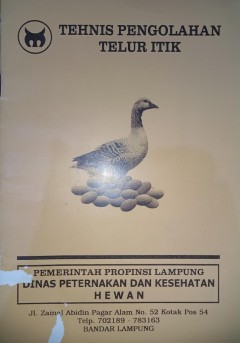 TEHNIS PENGOLAHAN
TELUR ITIK
PEMERINTAH PROPINSI LAMPUNG
DINAS PETERNAKAN DAN KESEHATAN
HEWAN
Jl. Zainal Abidin Pagar Alam No. 52 Kotak Pos 54
Telp. 702189 - 783163
BANDAR LAMPUNG